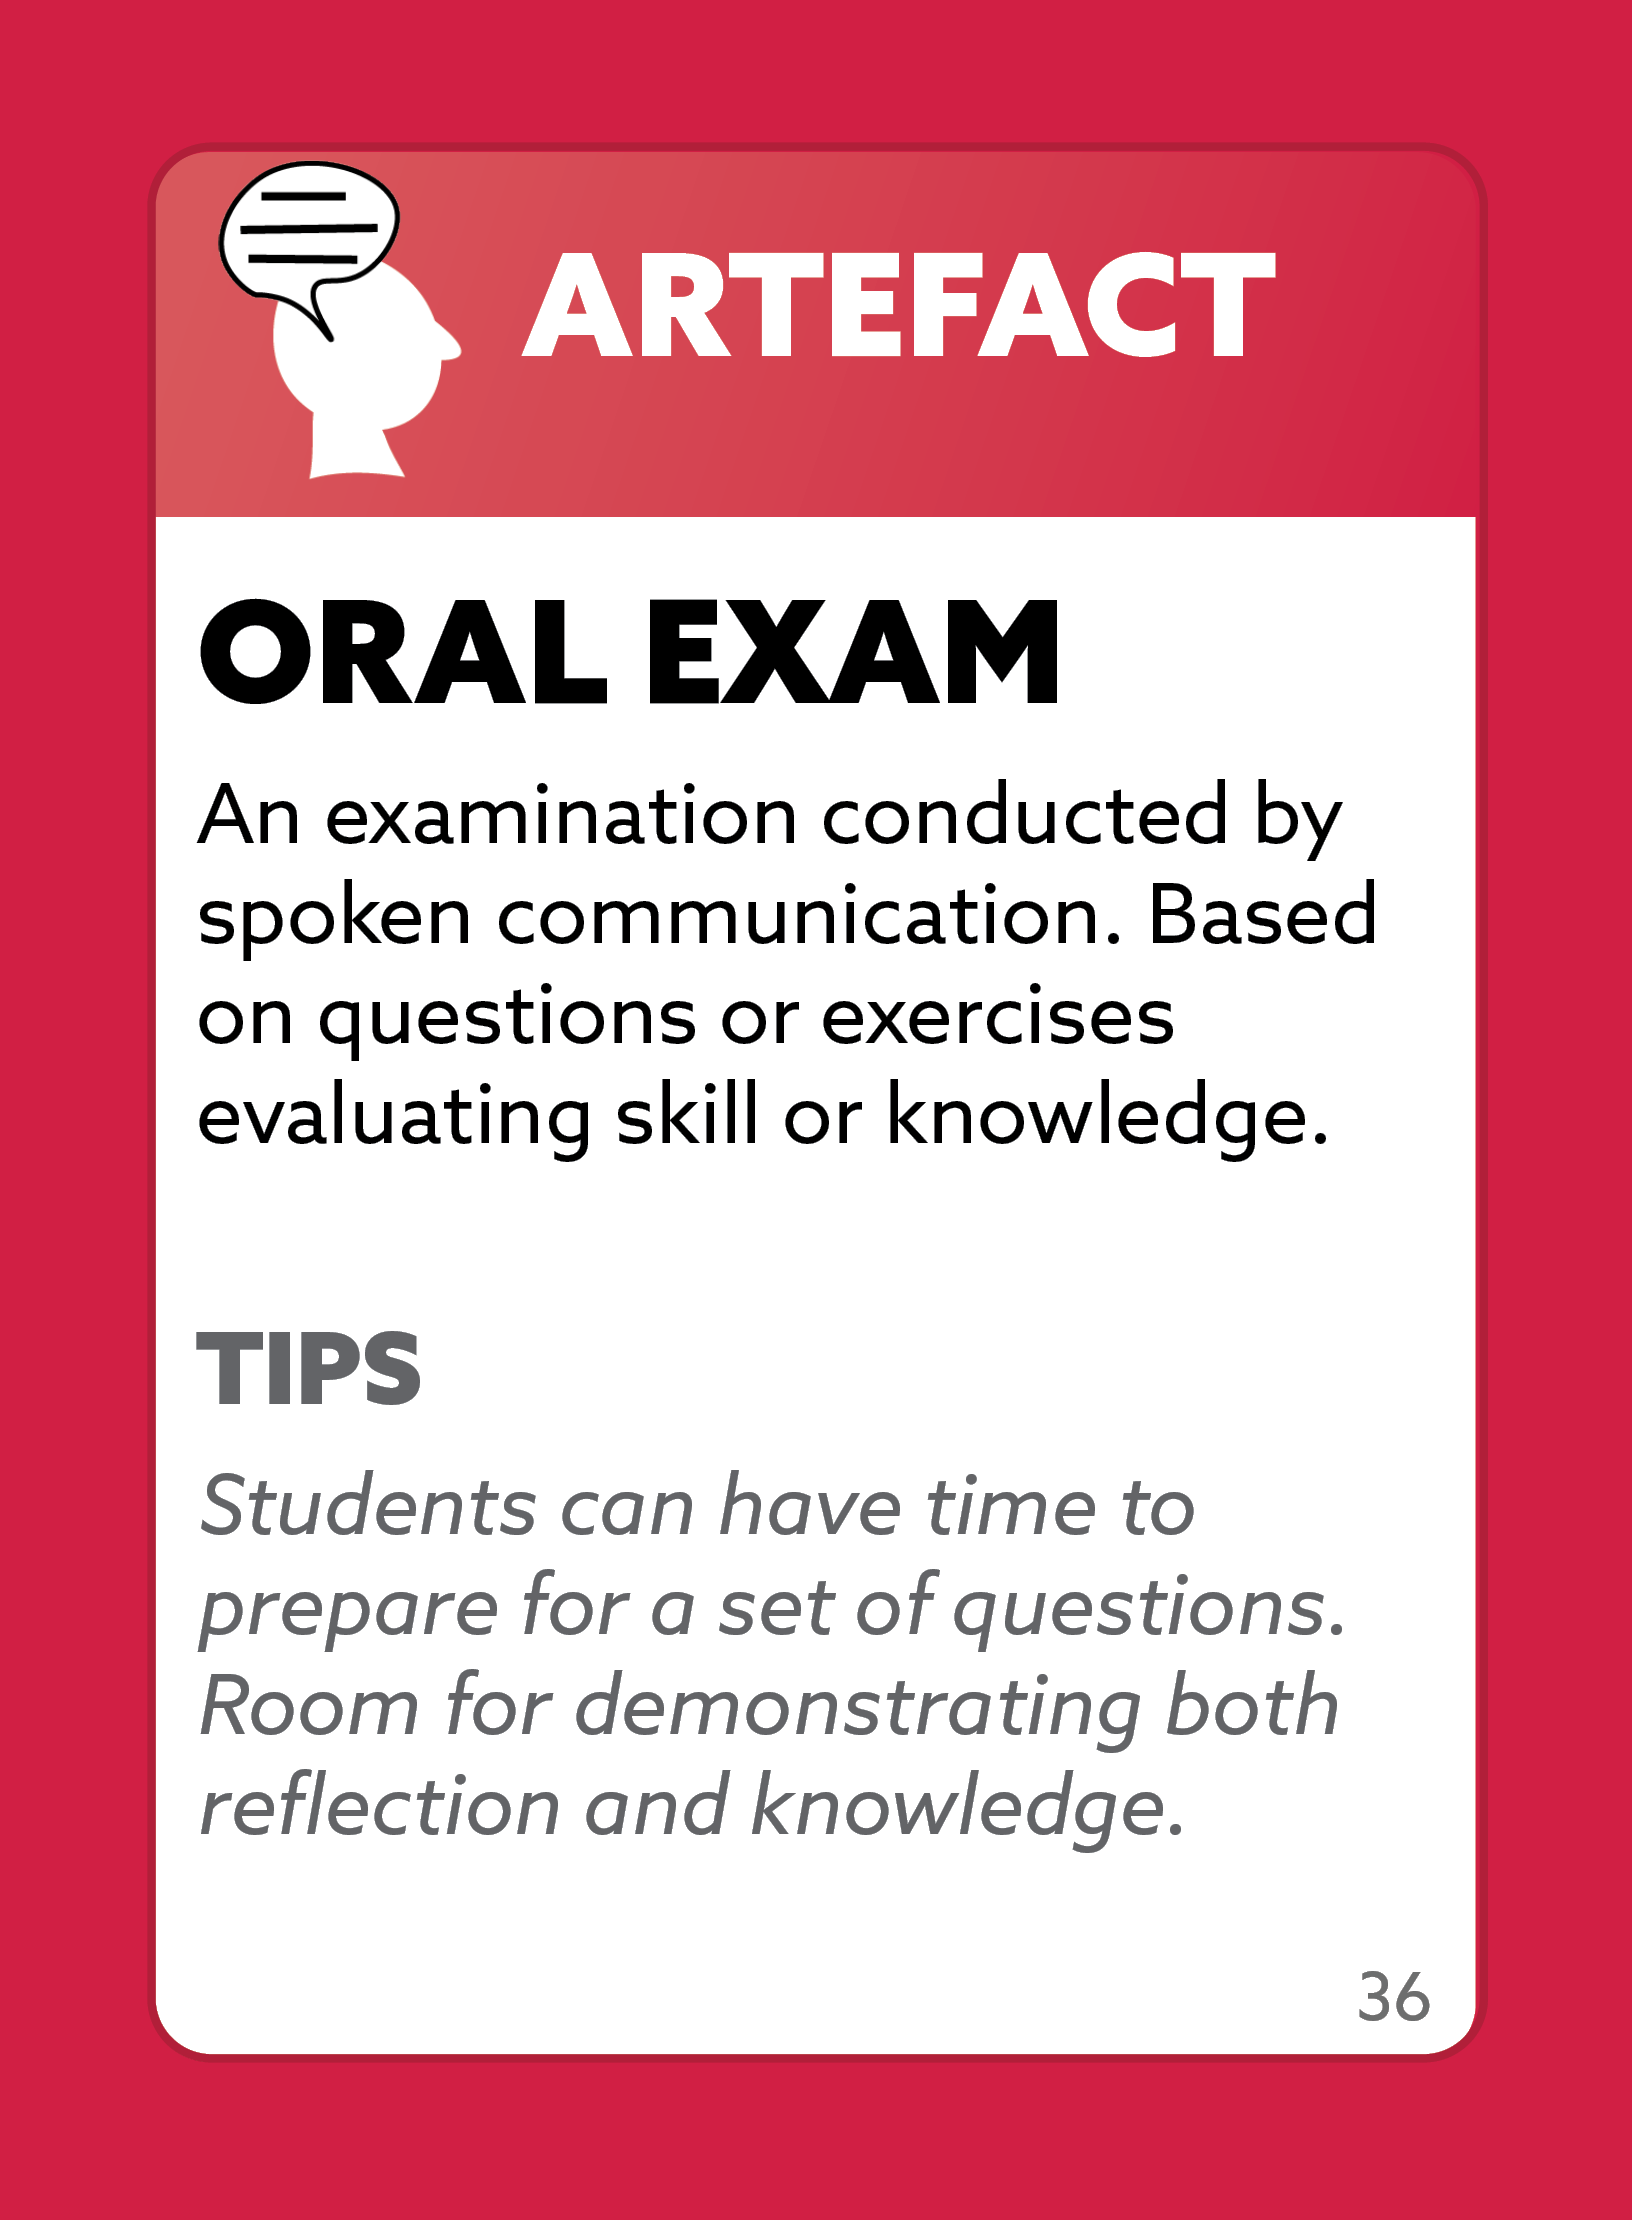 ARTEFACT
ORAL EXAM
An examination conducted by
spoken communication. Based
on questions or exercises
evaluating skill or knowledge.
TIPS
Students can have time to
prepare for a set of questions.
Room for demonstrating both
reflection and knowledge.
36